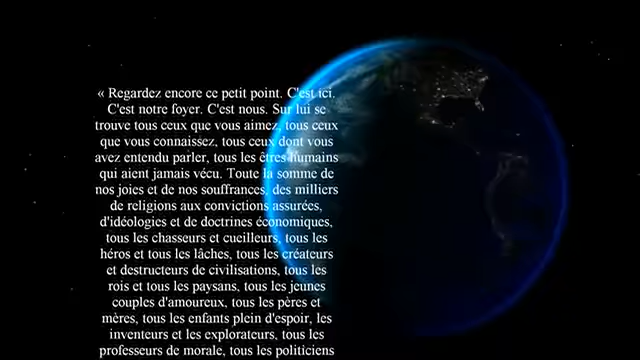 « Regardez encore ce petit point. C'est ici.
C'est notre foyer. C'est nous. Sur lui se
trouve tous ceux que vous aimez, tous ceux
que vous connaissez, tous ceux dont vous
avez entendu parler, tous les êtres humains
qui aient jamais vécu. Toute la somme de
nos joies et de nos souffrances, des milliers
de religions aux convictions assurées,
d'idéologies et de doctrines économiques,
tous les chasseurs et cueilleurs, tous les
héros et tous les lâches, tous les créateurs
et destructeurs de civilisations, tous les
rois et tous les paysans, tous les jeunes
couples d'amoureux, tous les pères et
mères, tous les enfants plein d'espoir, les
inventeurs et les explorateurs, tous les
professeurs de morale, tous les politiciens